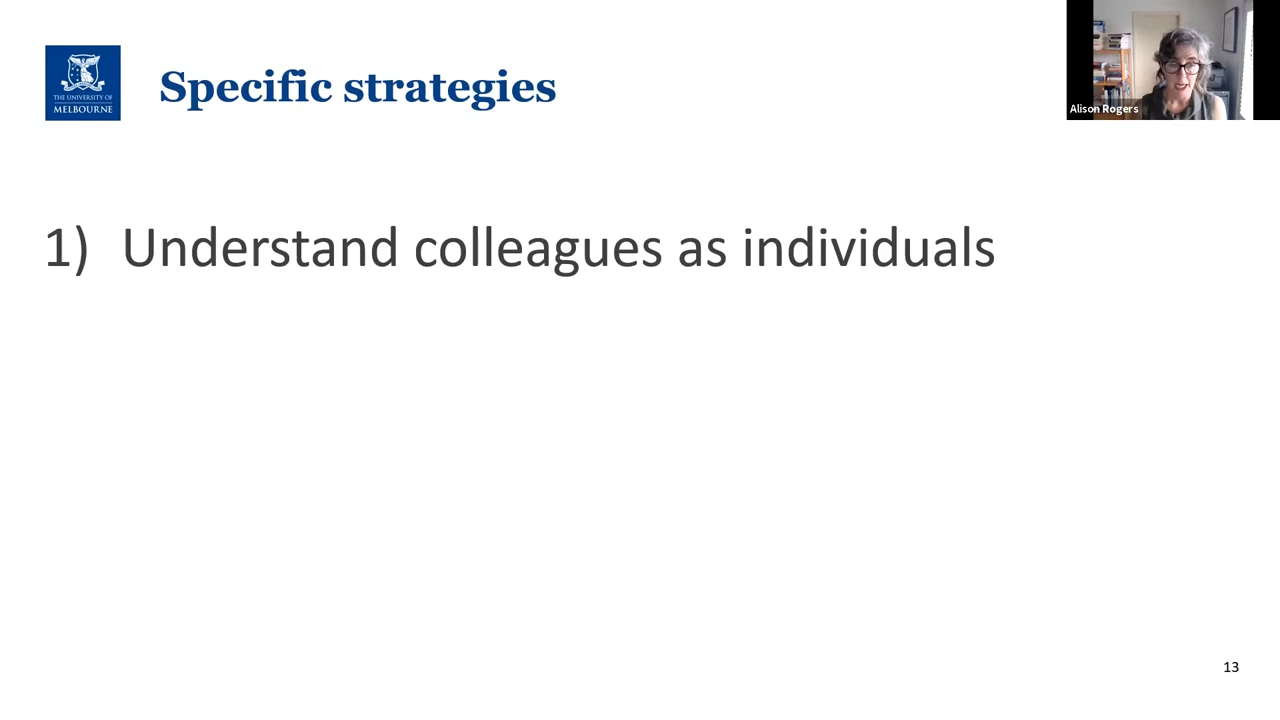 THE UNIVERSITY OF
MELBOURNE
Specific strategies
Alison Rogers
1) Understand colleagues as individuals
13